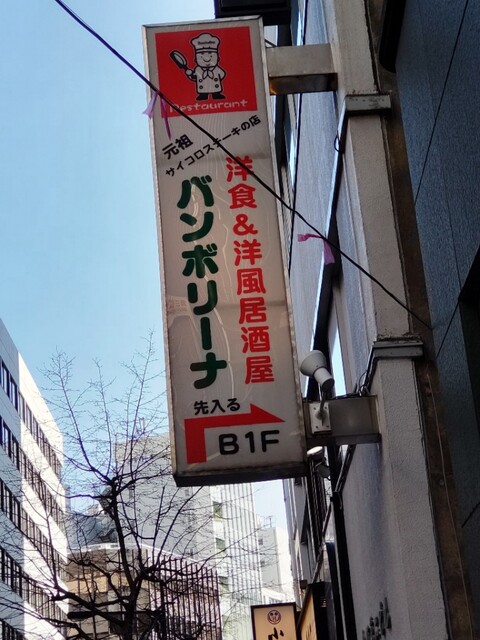 Restaurant
元祖
サイコロステーキの店
洋食&洋風居酒屋
バンボリーナ
先入る
B1F
小